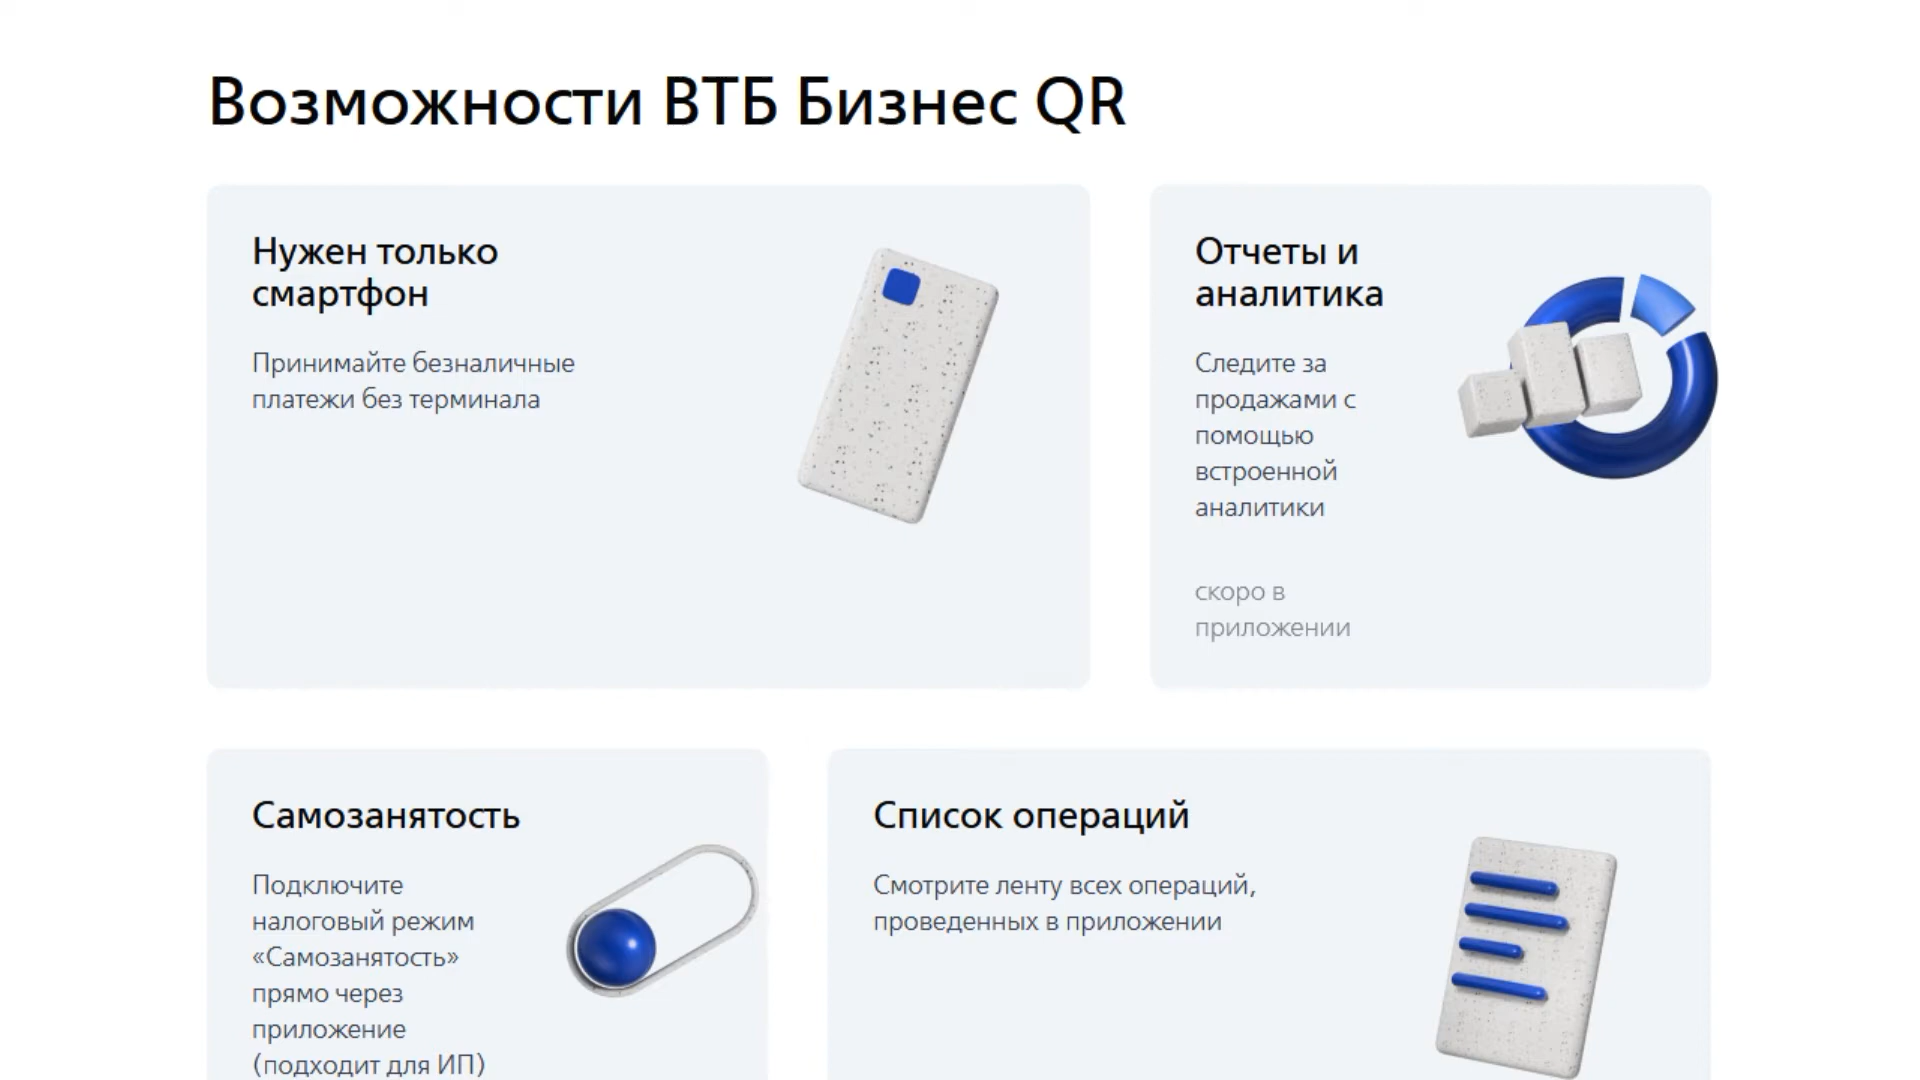 Возможности ВТБ Бизнес QR
Нужен только
смартфон
Принимайте безналичные
платежи без терминала
Отчеты и
аналитика
Следите за
продажами с
помощью
встроенной
аналитики
скоро в
приложении
Самозанятость
Подключите
налоговый режим
«Самозанятость»
прямо через
приложение
(подходит для ИП)
Список операций
Смотрите ленту всех операций,
проведенных в приложении